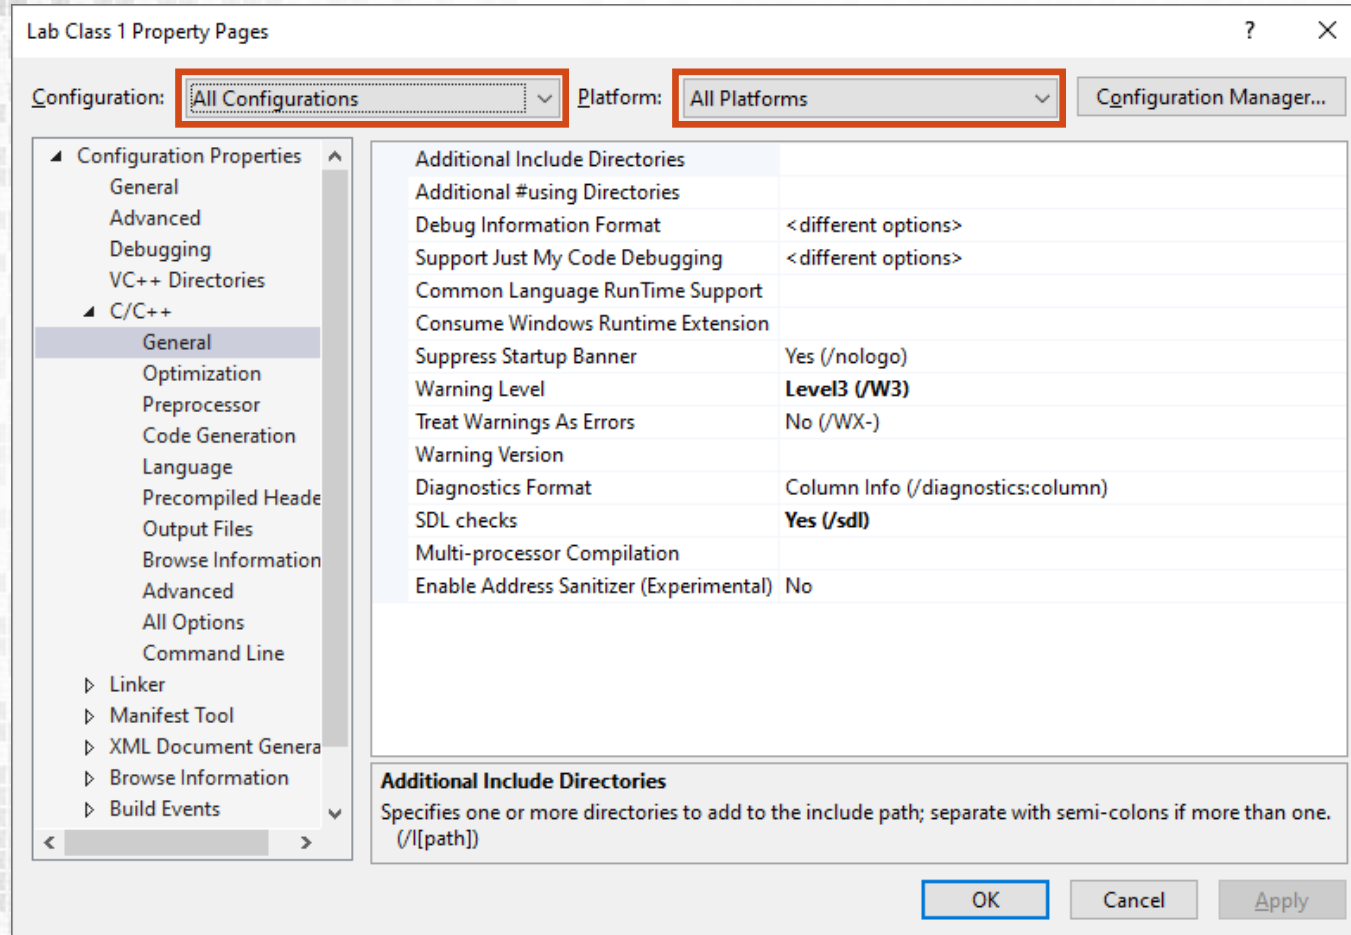 Lab Class 1 Property Pages
?
Configuration: All Configurations Platform: All Platforms Configuration Manager...
Configuration Properties
General
Advanced
Debugging
VC++ Directories
C/C++
General
Optimization
Preprocessor
Code Generation
Language
Precompiled Heade
Output Files
Browse Information
Advanced
All Options
Command Line
Linker
Manifest Tool
XML Document Genera
Browse Information
Build Events
Additional Include Directories
Additional #using Directories
Debug Information Format <different options>
Support Just My Code Debugging <different options>
Common Language RunTime Support
Consume Windows Runtime Extension
Suppress Startup Banner Yes (/nologo)
Warning Level Level3 (/W3)
Treat Warnings As Errors No (/WX-)
Warning Version
Diagnostics Format Column Info (/diagnostics:column)
SDL checks Yes (/sdl)
Multi-processor Compilation
Enable Address Sanitizer (Experimental) No
Additional Include Directories
Specifies one or more directories to add to the include path; separate with semi-colons if more than one.
(/I[path])
OK Cancel Apply